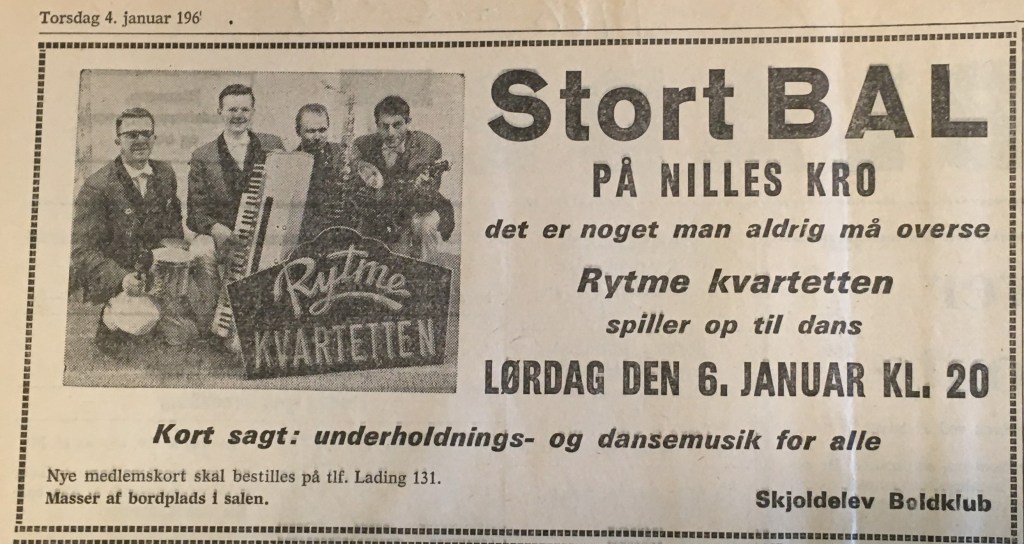 Torsdag 4. januar 196
Stort BAL
PÅ NILLES KRO
det er noget man aldrig må overse
Rytme kvartetten
spiller op til dans
LØRDAG DEN 6. JANUAR KL. 20
Rytme
KVARTETTEN
Kort sagt: underholdnings- og dansemusik for alle
Nye medlemskort skal bestilles på tlf. Lading 131.
Masser af bordplads i salen.
Skjoldelev Boldklub